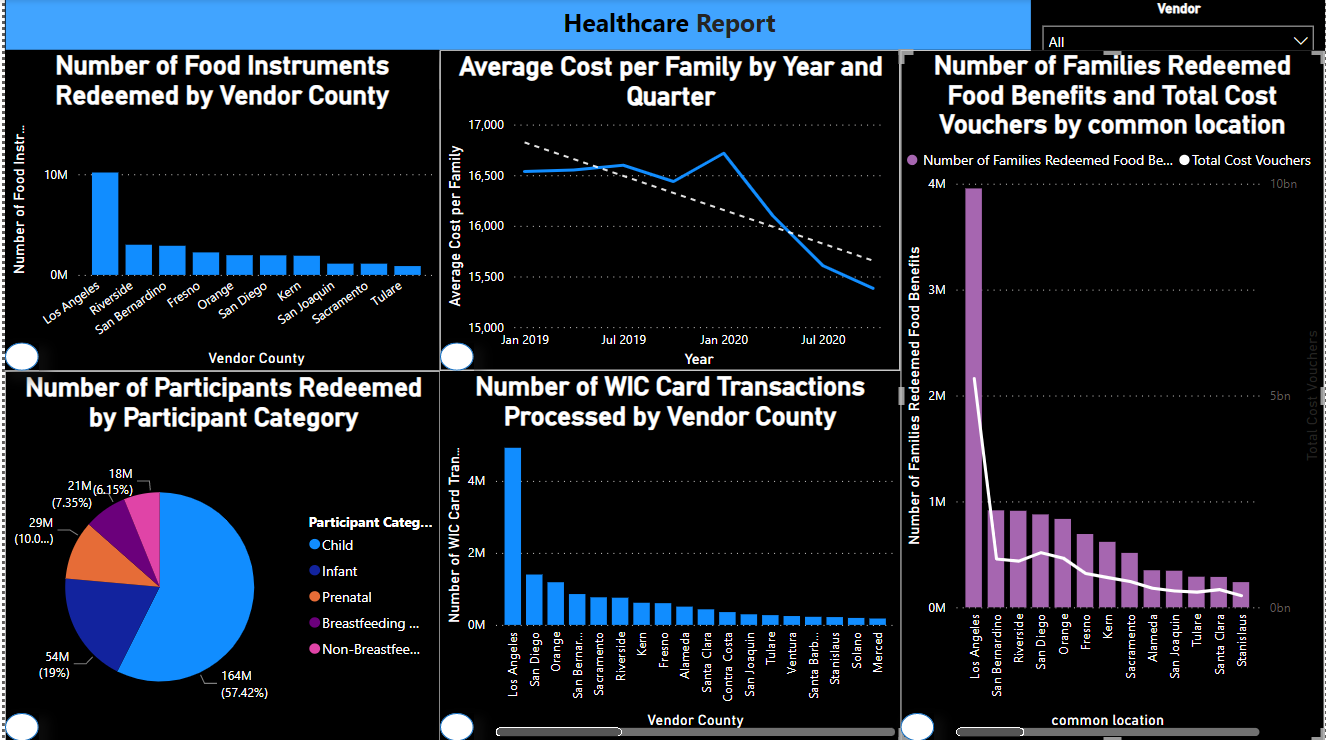 Healthcare Report
Vendor
All
Number of Food Instruments
Redeemed by Vendor County
Number of Food Instr...
10M
0M
Los Angeles
Riverside
San Bernardino
Fresno
Orange
San Diego
Kern
San Joaquin
Sacramento
Tulare
Vendor County
Average Cost per Family by Year and
Quarter
Average Cost per Family
17,000
16,500
16,000
15,500
15,000
Jan 2019
Jul 2019
Jan 2020
Jul 2020
Year
Number of Families Redeemed
Food Benefits and Total Cost
Vouchers by common location
Number of Families Redeemed Food Be...
Total Cost Vouchers
Number of Families Redeemed Food Benefits
4M
3M
2M
1M
0M
10bn
5bn
0bn
Total Cost Vouchers
Los Angeles
San Bernardino
Riverside
San Diego
Orange
Fresno
Kern
Sacramento
Alameda
San Joaquin
Tulare
Santa Clara
Stanislaus
common location
Number of Participants Redeemed
by Participant Category
18M
(6.15%)
21M
(7.35%)
29M
(10.0...)
54M
(19%)
164M
(57.42%)
Participant Categ...
Child
Infant
Prenatal
Breastfeeding ...
Non-Breastfee...
Number of WIC Card Transactions
Processed by Vendor County
Number of WIC Card Tran...
4M
2M
0M
Los Angeles
San Diego
Orange
San Bernar...
Sacramento
Riverside
Kern
Fresno
Alameda
Santa Clara
Contra Costa
San Joaquin
Tulare
Ventura
Santa Barb...
Stanislaus
Solano
Merced
Vendor County